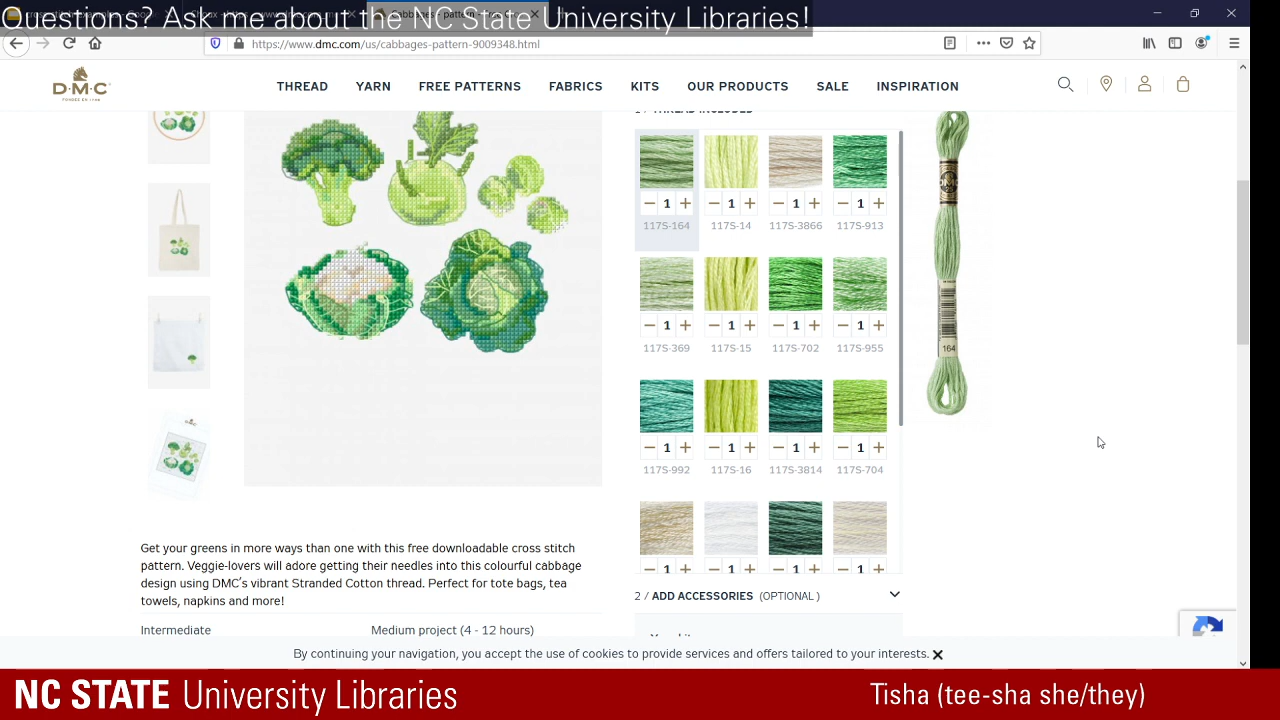 Questions? Ask me about the NC State University Libraries!
https://www.dmc.com/us/cabbages-pattern-9009348.html
D·M·C
THREAD YARN FREE PATTERNS FABRICS KITS OUR PRODUCTS SALE INSPIRATION
1 / THREAD INCLUDED
1 1 1 1
117S-164 117S-14 117S-3866 117S-913
1 1 1 1
117S-369 117S-15 117S-702 117S-955
164
1 1 1 1
117S-992 117S-16 117S-3814 117S-704
1 1 1 1
Get your greens in more ways than one with this free downloadable cross stitch
pattern. Veggie-lovers will adore getting their needles into this colourful cabbage
design using DMC's vibrant Stranded Cotton thread. Perfect for tote bags, tea
towels, napkins and more!
2 / ADD ACCESSORIES (OPTIONAL )
Intermediate Medium project (4 - 12 hours)
By continuing your navigation, you accept the use of cookies to provide services and offers tailored to your interests.
NC STATE University Libraries
Tisha (tee-sha she/they)